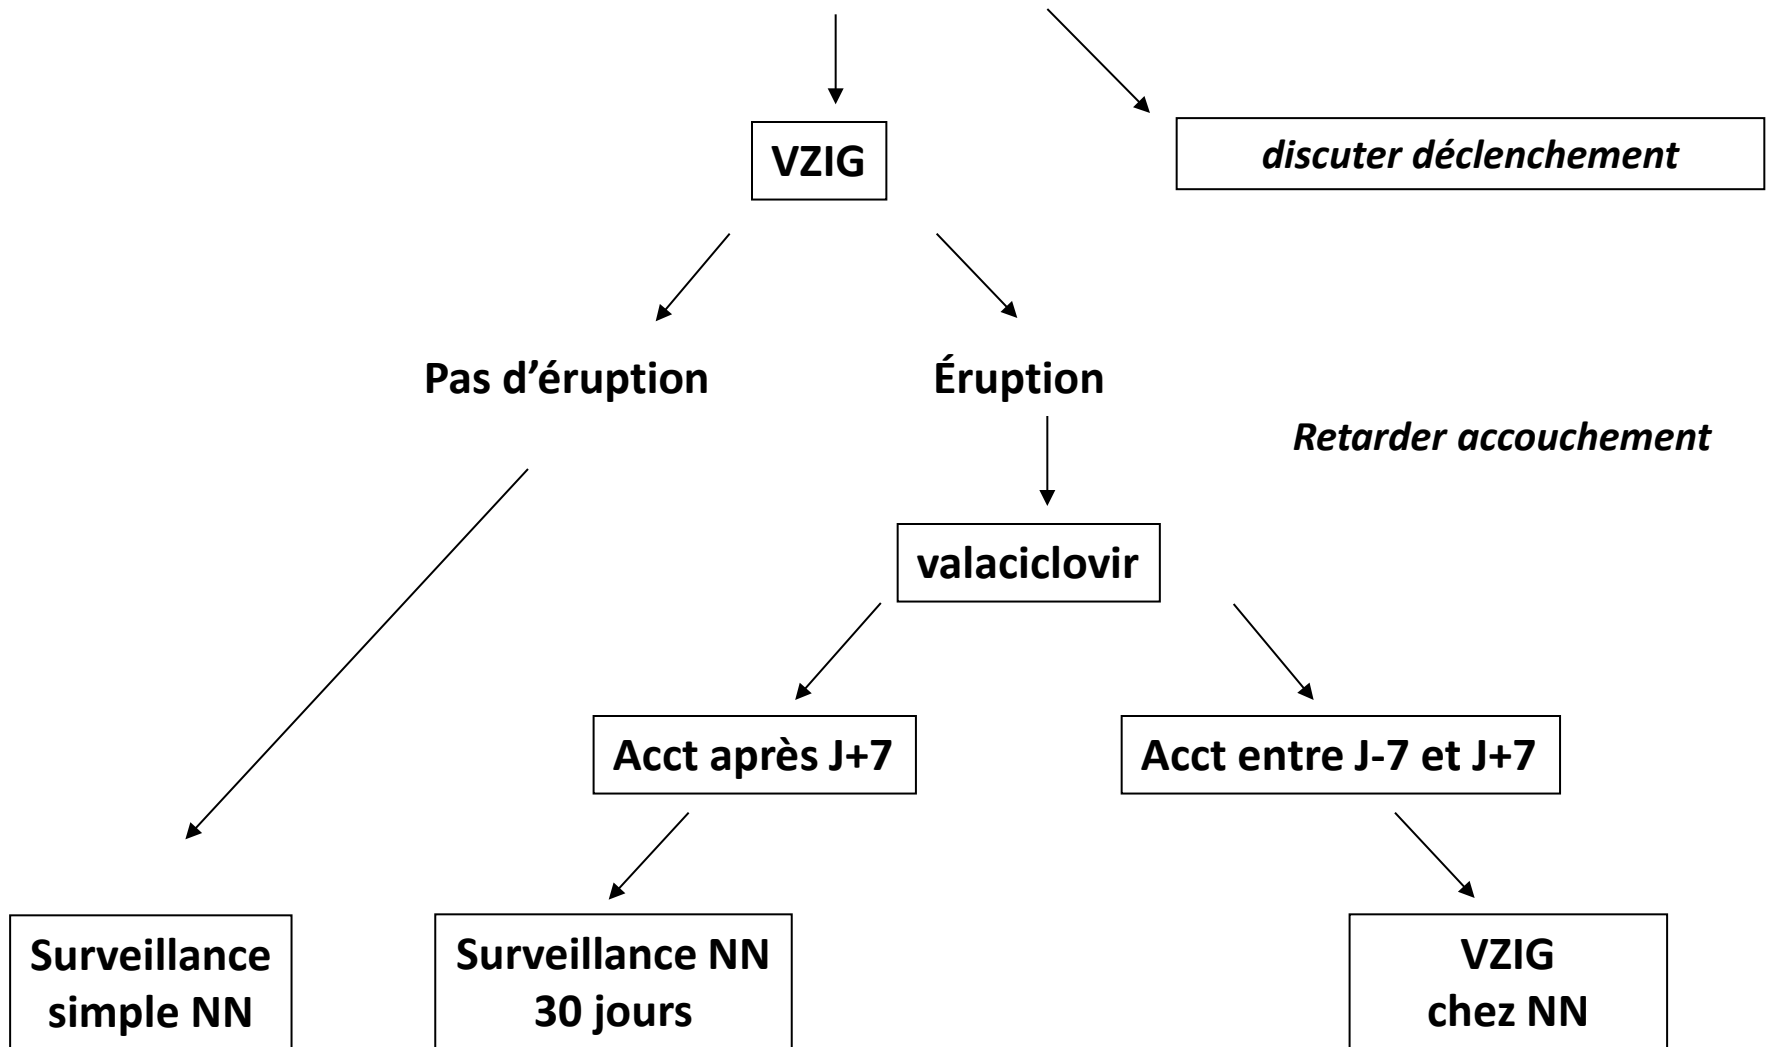 VZIG
discuter déclenchement
Pas d’éruption
Éruption
Retarder accouchement
valaciclovir
Acct après J+7
Acct entre J-7 et J+7
Surveillance
simple NN
Surveillance NN
30 jours
VZIG
chez NN